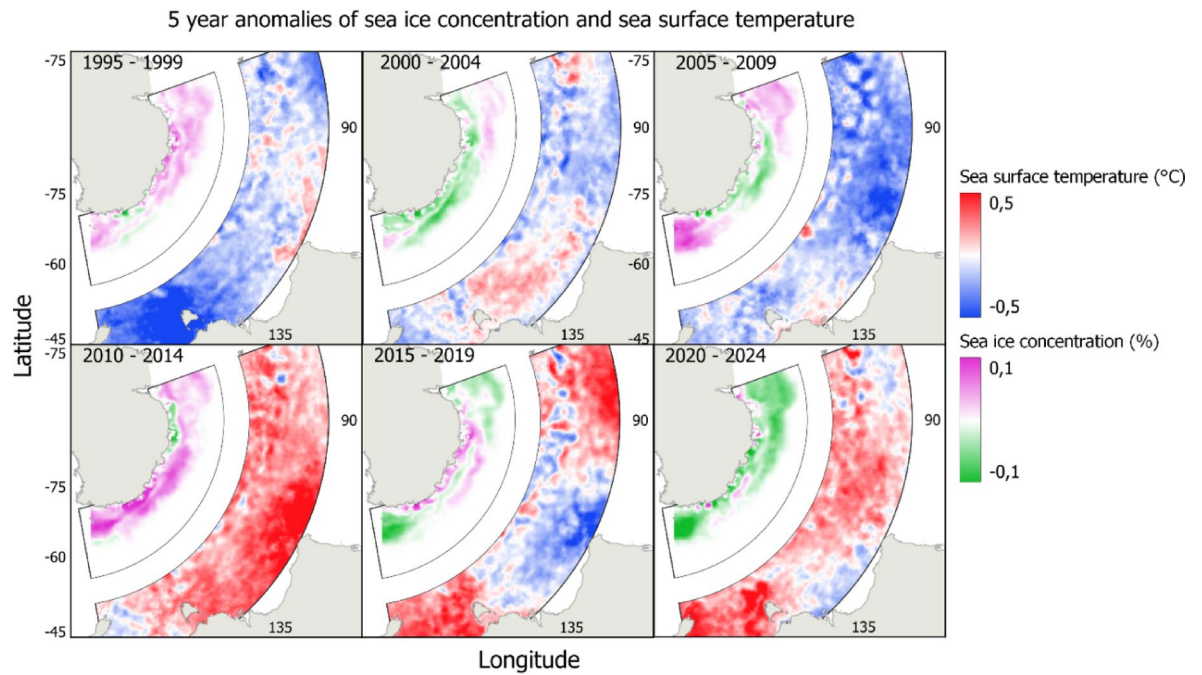 5 year anomalies of sea ice concentration and sea surface temperature
-75 1995 - 1999 2000 - 2004 -75 2005 - 2009
90 90
-75 -75
-60 -60
-45 135 -45 135
Sea surface temperature (°C)
0,5
-0,5
Sea ice concentration (%)
0,1
-0,1
Latitude
-75 2010 - 2014 2015 - 2019 2020 - 2024
90 90
-75
-60
-45 135 135
Longitude